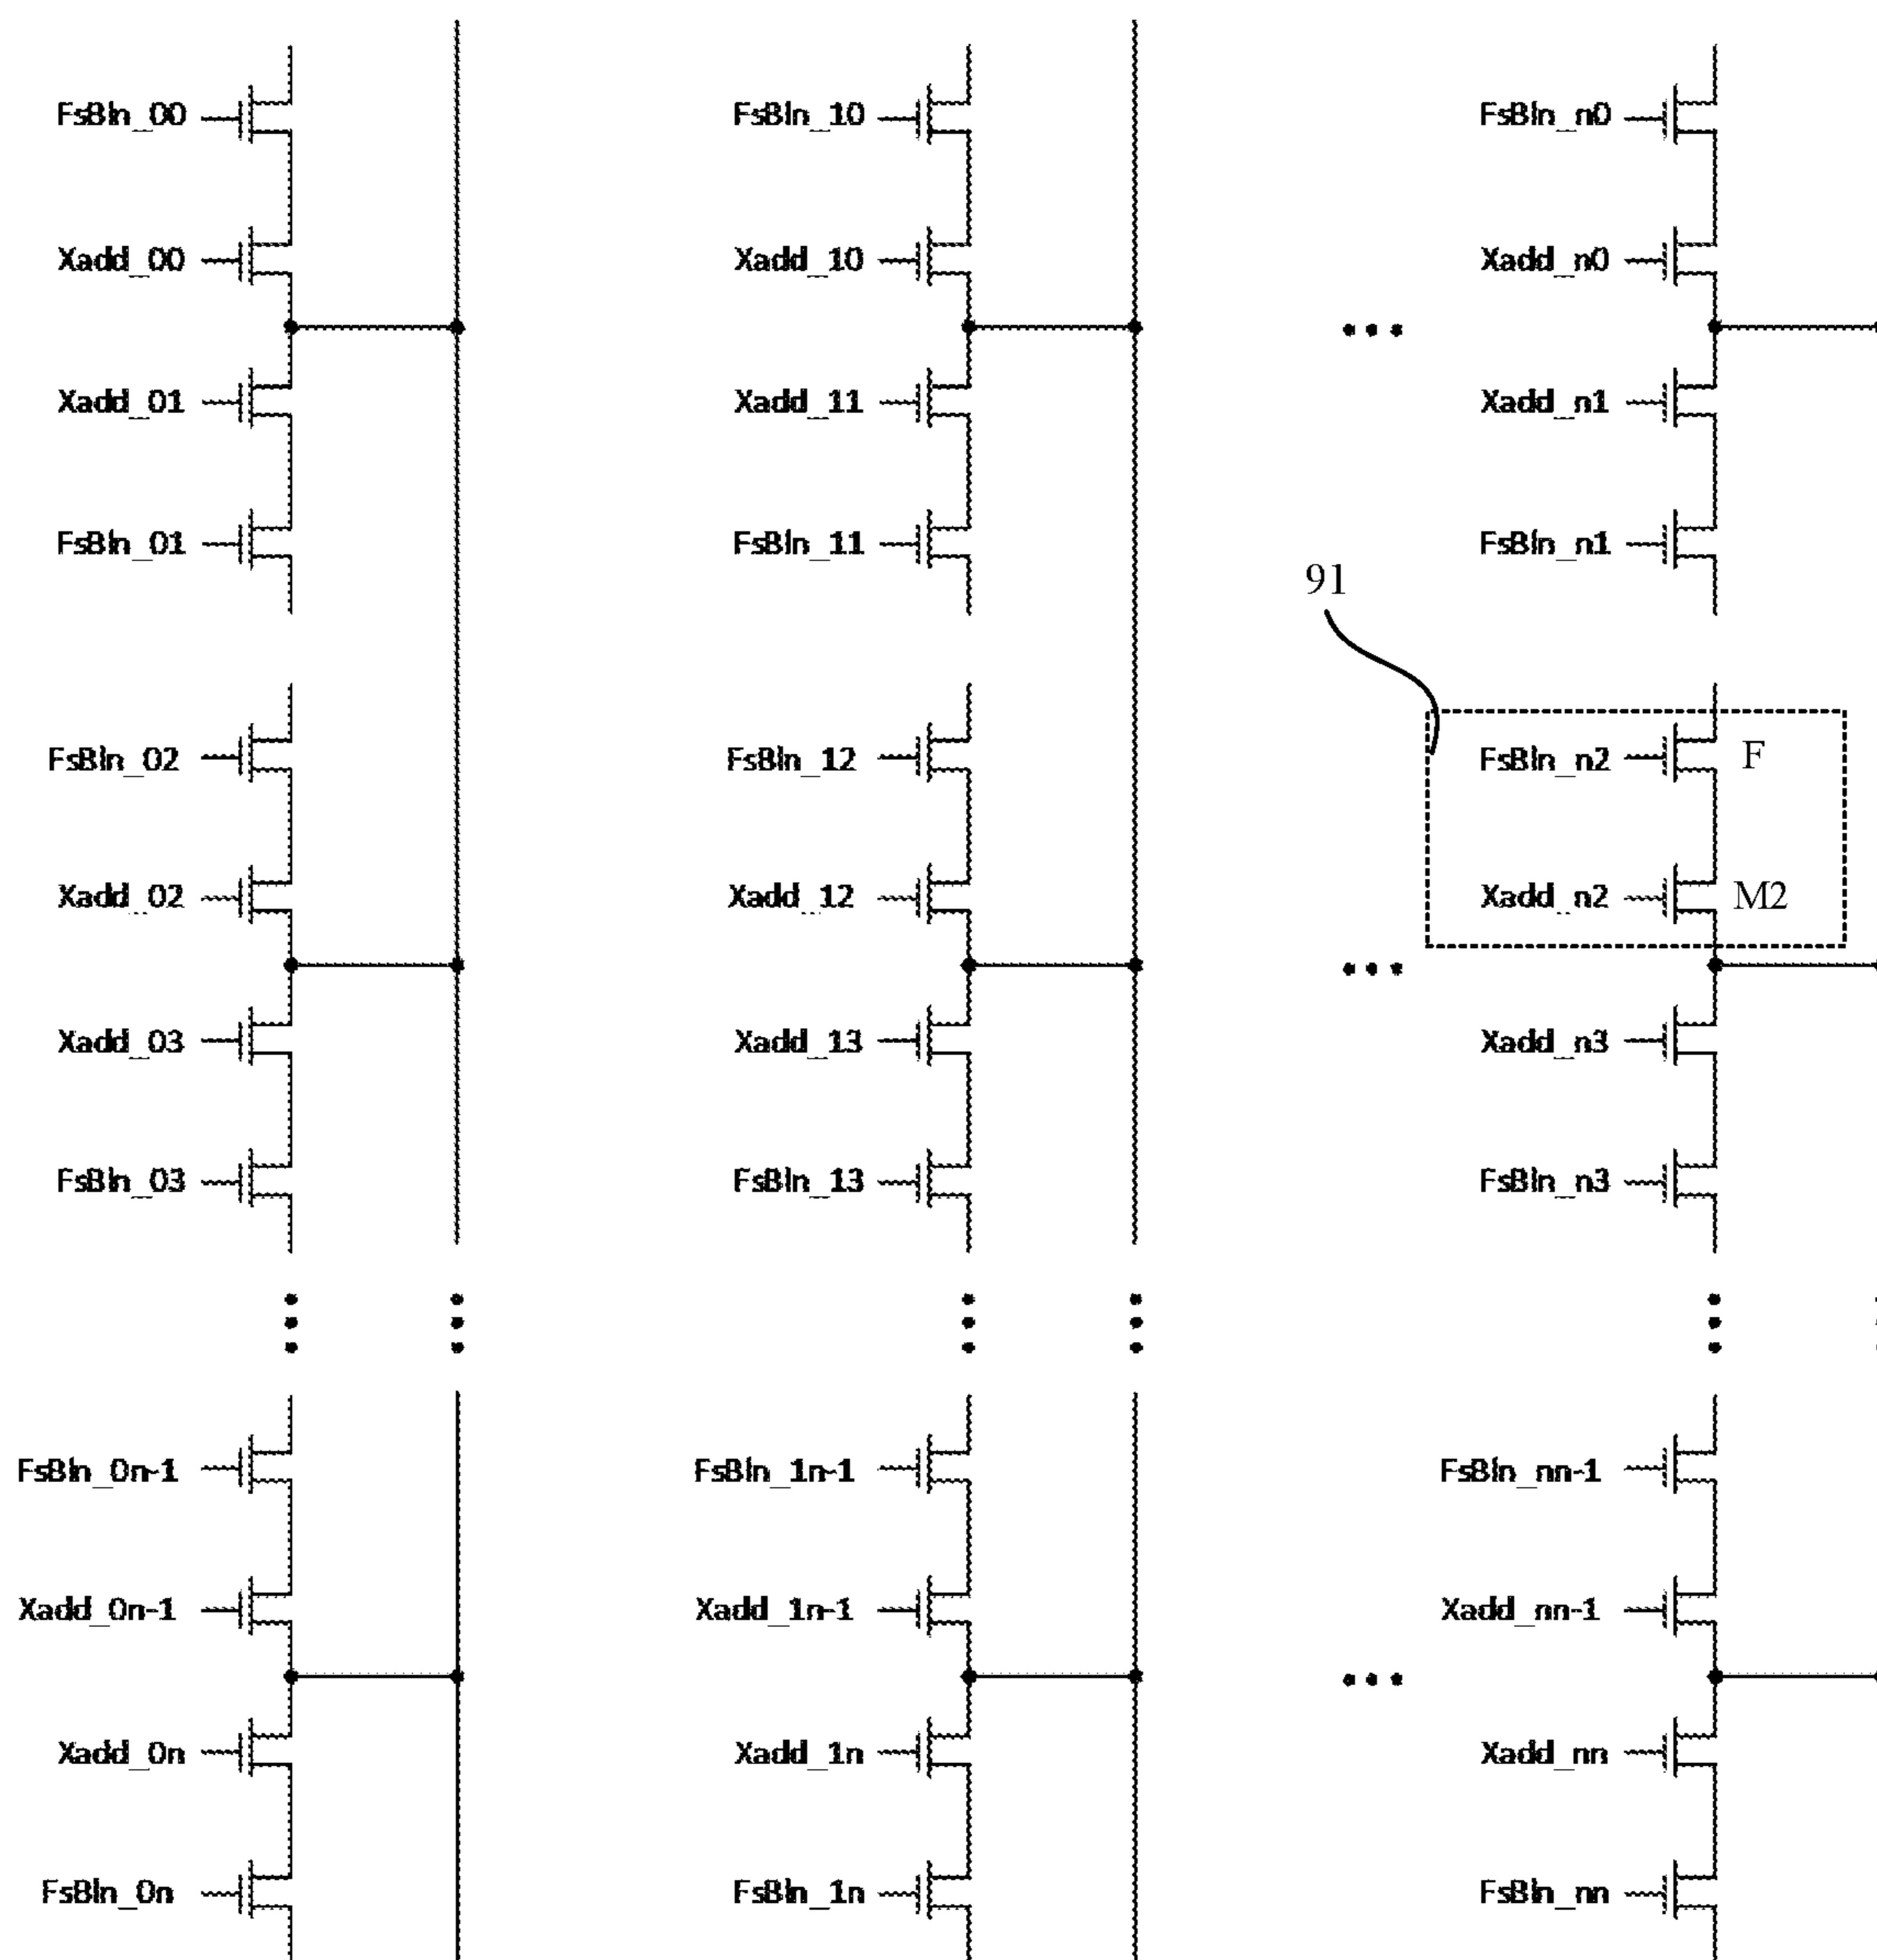 FsBln_00 FsBln_10 FsBln_n0
Xadd_00 Xadd_10 Xadd_n0
Xadd_01 Xadd_11 Xadd_n1
FsBln_01 FsBln_11 FsBln_n1
91
FsBln_02 FsBln_12 FsBln_n2 F
Xadd_02 Xadd_12 Xadd_n2 M2
Xadd_03 Xadd_13 Xadd_n3
FsBln_03 FsBln_13 FsBln_n3
FsBln_0n-1 FsBln_1n-1 FsBln_nn-1
Xadd_0n-1 Xadd_1n-1 Xadd_nn-1
Xadd_0n Xadd_1n Xadd_nn
FsBln_0n FsBln_1n FsBln_nn